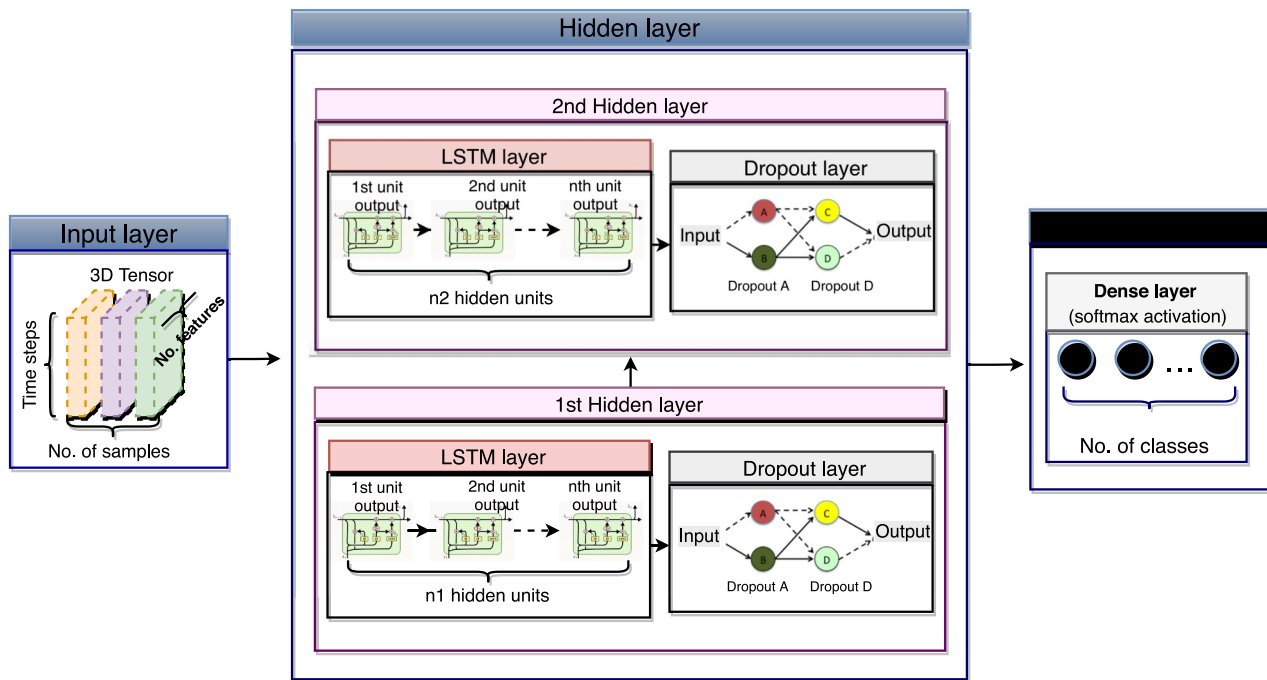 Hidden layer
2nd Hidden layer
LSTM layer
1st unit
output
2nd unit
output
nth unit
output
n2 hidden units
Dropout layer
Input
A
B
C
D
Output
Dropout A
Dropout D
Input layer
3D Tensor
Time steps
No. features
No. of samples
1st Hidden layer
LSTM layer
1st unit
output
2nd unit
output
nth unit
output
n1 hidden units
Dropout layer
Input
A
B
C
D
Output
Dropout A
Dropout D
Dense layer
(softmax activation)
...
No. of classes